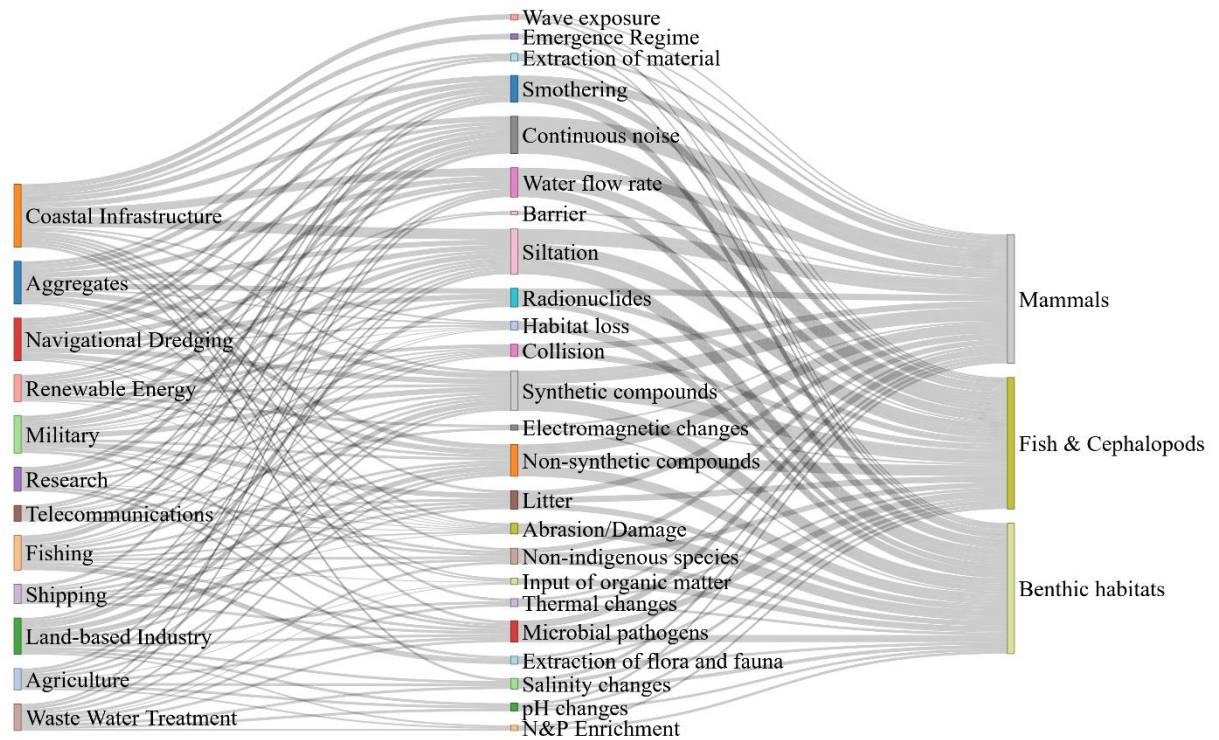 Coastal Infrastructure
Aggregates
Navigational Dredging
Renewable Energy
Military
Research
Telecommunications
Fishing
Shipping
Land-based Industry
Agriculture
Waste Water Treatment
Wave exposure
Emergence Regime
Extraction of material
Smothering
Continuous noise
Water flow rate
Barrier
Siltation
Radionuclides
Habitat loss
Collision
Synthetic compounds
Electromagnetic changes
Non-synthetic compounds
Litter
Abrasion/Damage
Non-indigenous species
Input of organic matter
Thermal changes
Microbial pathogens
Extraction of flora and fauna
Salinity changes
pH changes
N&P Enrichment
Mammals
Fish & Cephalopods
Benthic habitats